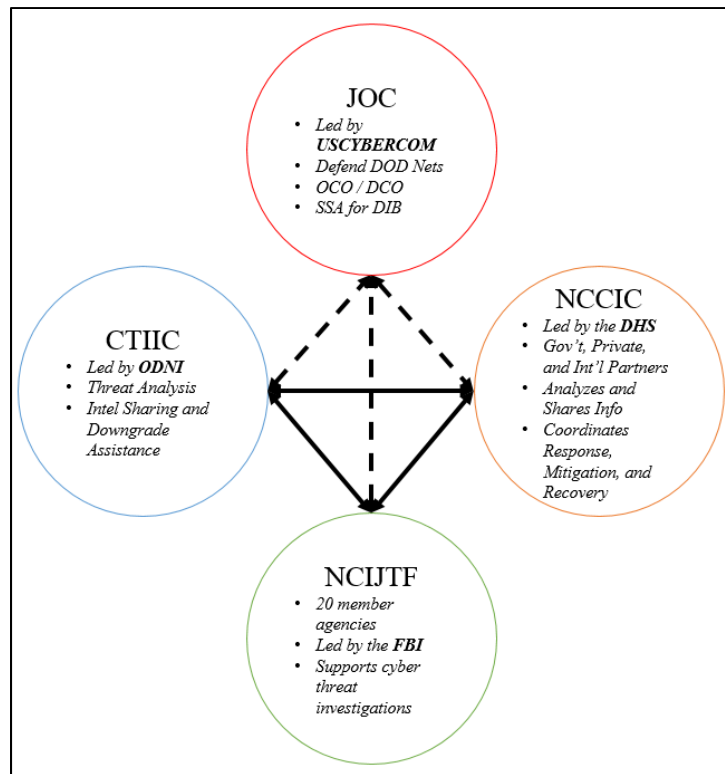 JOC
• Led by
USCYBERCOM
• Defend DOD Nets
• OCO / DCO
• SSA for DIB
CTIIC
• Led by ODNI
• Threat Analysis
• Intel Sharing and
Downgrade
Assistance
NCCIC
• Led by the DHS
• Gov't, Private,
and Int'l Partners
• Analyzes and
Shares Info
• Coordinates
Response,
Mitigation, and
Recovery
NCIJTF
• 20 member
agencies
• Led by the FBI
• Supports cyber
threat
investigations